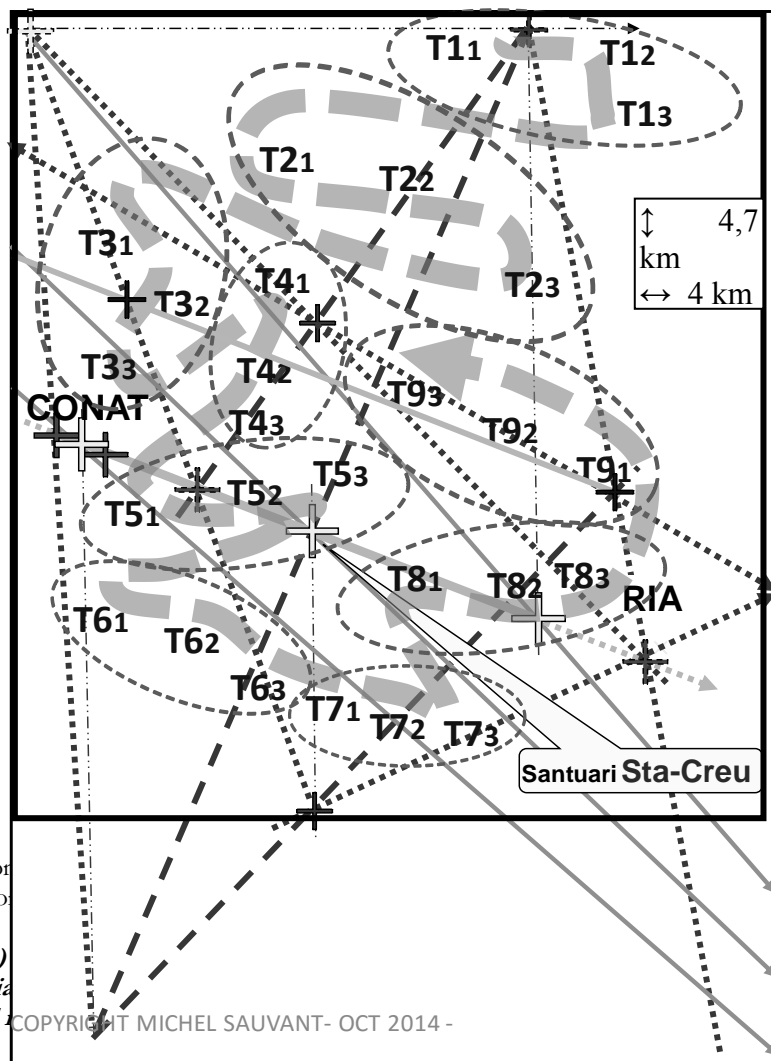 T11
T12
T13
T21
T22
T23
T31
T32
T33
T41
T42
T43
T93
T92
T91
↕ 4,7
km
↔ 4 km
CONAT
T51
T52
T53
T81
T82
T83
RIA
T61
T62
T63
T71
T72
T73
Santuari Sta-Creu
)
COPYRIGHT MICHEL SAUVANT- OCT 2014 -